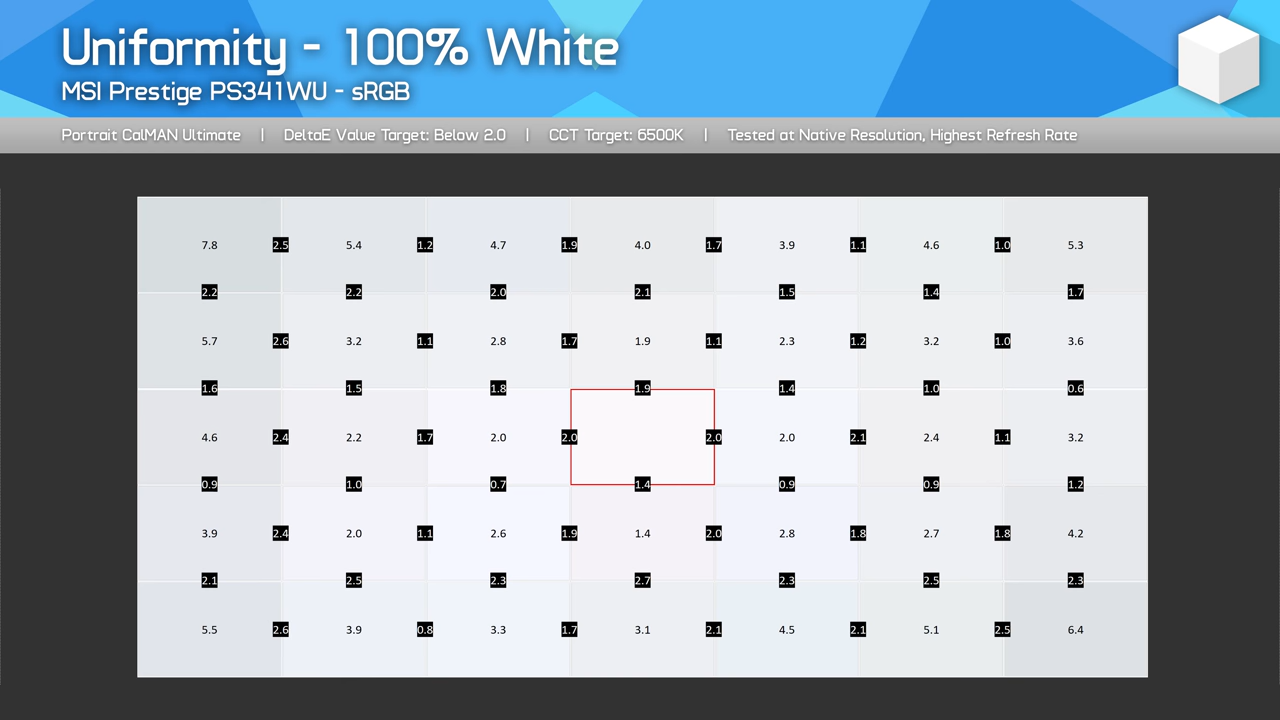 Uniformity - 100% White
MSI Prestige PS341WU - sRGB
Portrait CalMAN Ultimate | DeltaE Value Target: Below 2.0 | CCT Target: 6500K | Tested at Native Resolution, Highest Refresh Rate
7.8 2.5 5.4 1.2 4.7 1.9 4.0 1.7 3.9 1.1 4.6 1.0 5.3
2.2 2.2 2.0 2.1 1.5 1.4 1.7
5.7 2.6 3.2 1.1 2.8 1.7 1.9 1.1 2.3 1.2 3.2 1.0 3.6
1.6 1.5 1.8 1.9 1.4 1.0 0.6
4.6 2.4 2.2 1.7 2.0 2.0 2.0 2.0 2.1 2.4 1.1 3.2
0.9 1.0 0.7 1.4 0.9 0.9 1.2
3.9 2.4 2.0 1.1 2.6 1.9 1.4 2.0 2.8 1.8 2.7 1.8 4.2
2.1 2.5 2.3 2.7 2.3 2.5 2.3
5.5 2.6 3.9 0.8 3.3 1.7 3.1 2.1 4.5 2.1 5.1 2.5 6.4